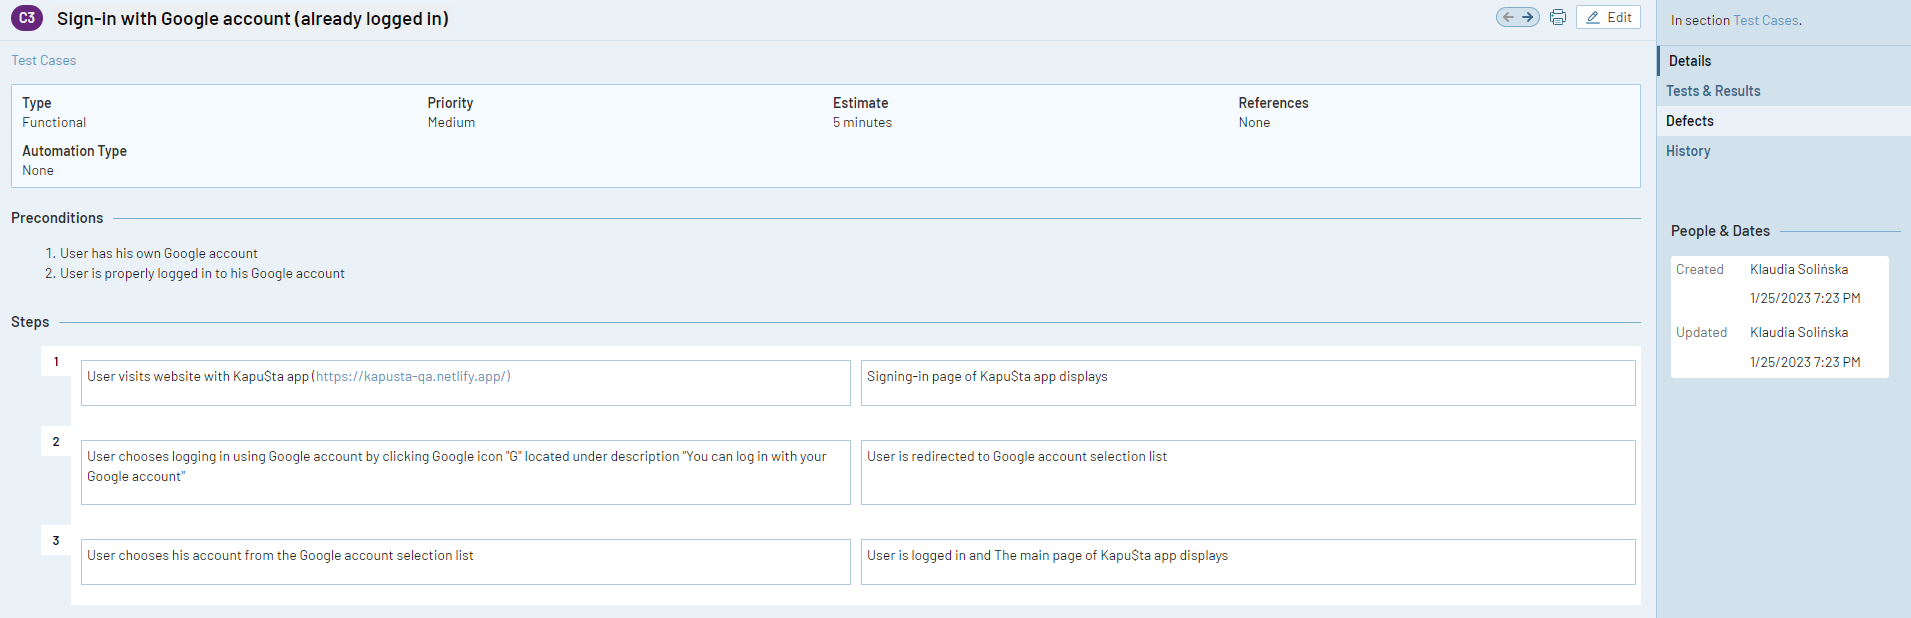 C3 Sign-in with Google account (already logged in)
Edit
Test Cases
Type
Functional
Priority
Medium
Estimate
5 minutes
References
None
Automation Type
None
Preconditions
1. User has his own Google account
2. User is properly logged in to his Google account
Steps
1
User visits website with Kapu$ta app (https://kapusta-qa.netlify.app/)
Signing-in page of Kapu$ta app displays
2
User chooses logging in using Google account by clicking Google icon "G" located under description "You can log in with your
Google account"
User is redirected to Google account selection list
3
User chooses his account from the Google account selection list
User is logged in and The main page of Kapu$ta app displays
In section Test Cases.
Details
Tests & Results
Defects
History
People & Dates
Created Klaudia Solińska
1/25/2023 7:23 PM
Updated Klaudia Solińska
1/25/2023 7:23 PM